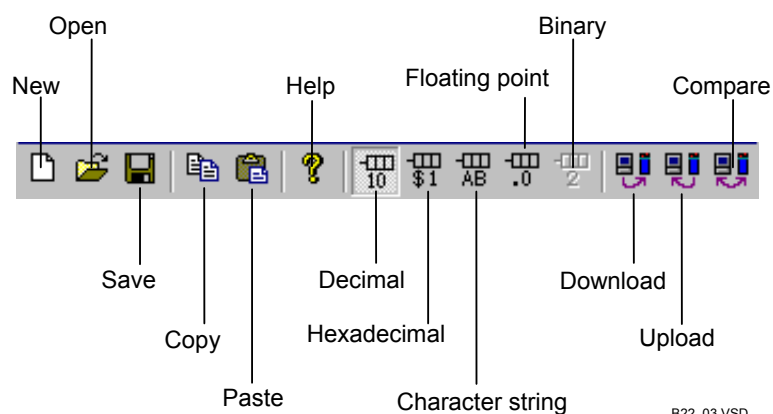 Open
Binary
New
Help
Floating point
Compare
10
$1
AB
.0
2
Save
Decimal
Download
Copy
Hexadecimal
Upload
Paste
Character string
B22_03.VSD